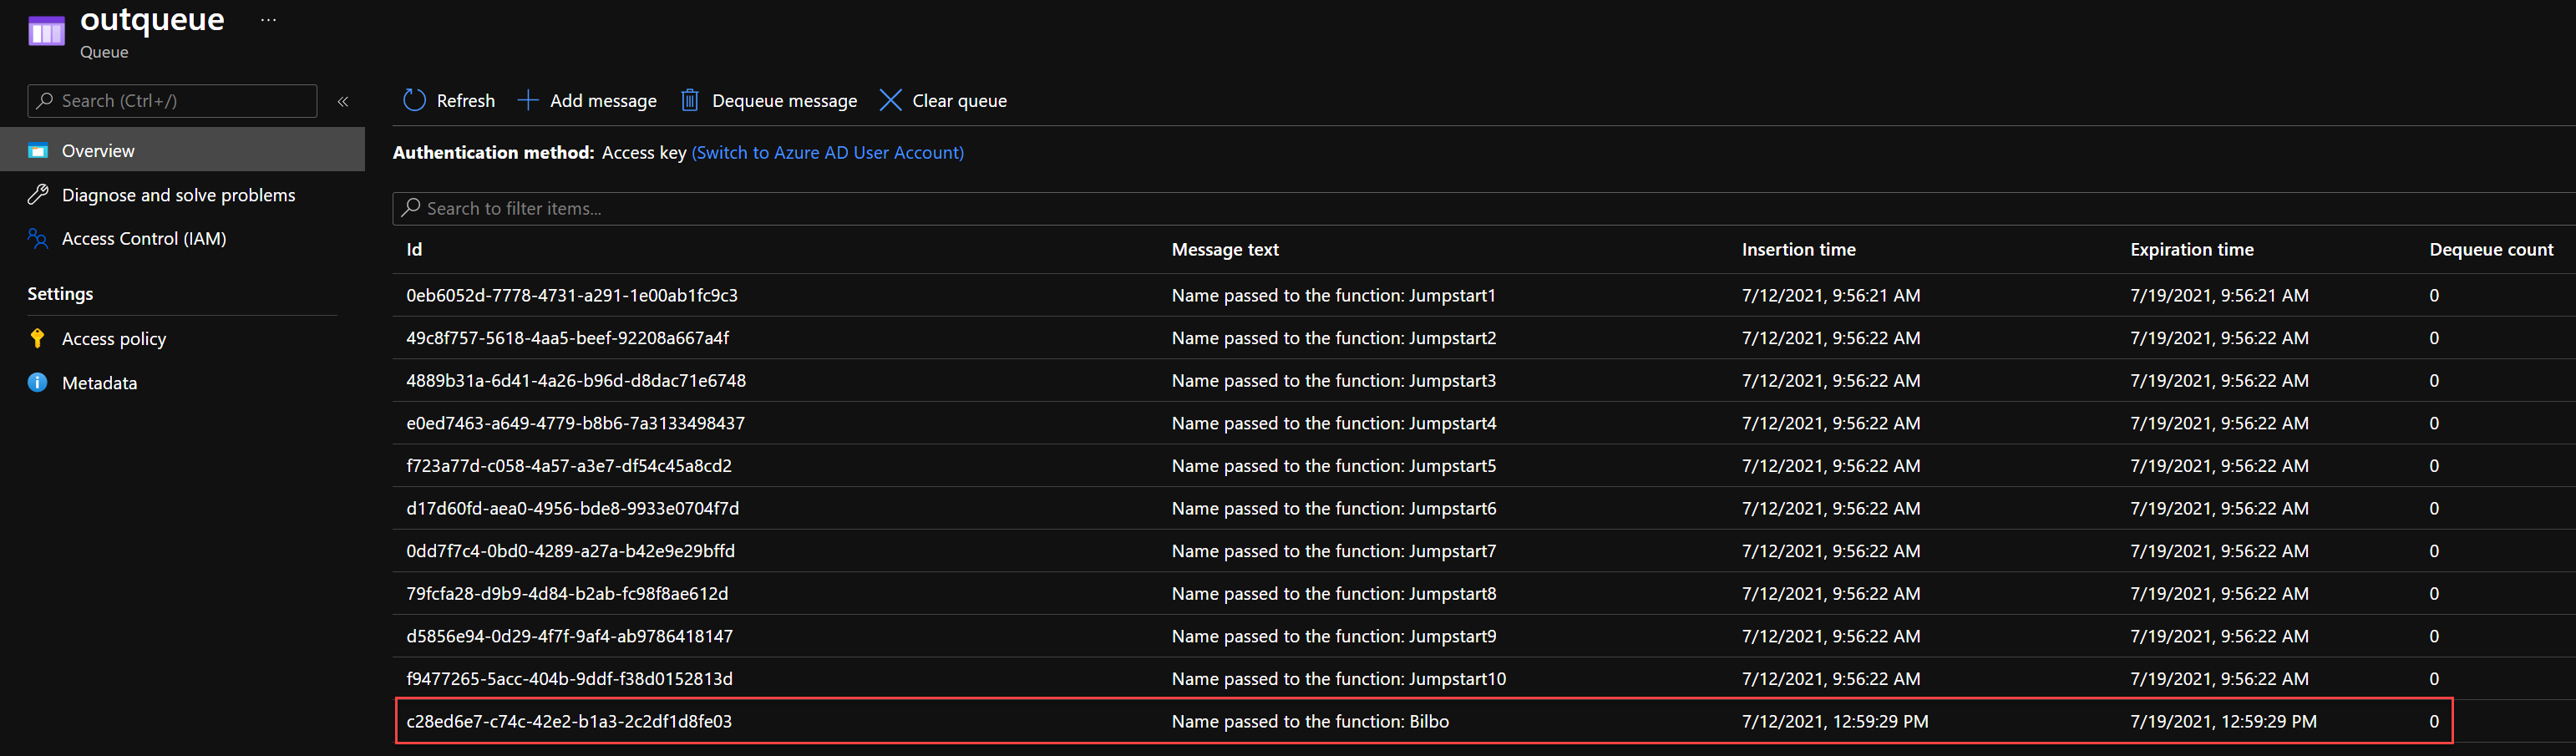 outqueue ...
Queue
Search (Ctrl+/) «
Overview
Diagnose and solve problems
Access Control (IAM)
Settings
Access policy
Metadata
Refresh Add message Dequeue message Clear queue
Authentication method: Access key (Switch to Azure AD User Account)
Search to filter items...
Id Message text Insertion time Expiration time Dequeue count
0eb6052d-7778-4731-a291-1e00ab1fc9c3 Name passed to the function: Jumpstart1 7/12/2021, 9:56:21 AM 7/19/2021, 9:56:21 AM 0
49c8f757-5618-4aa5-beef-92208a667a4f Name passed to the function: Jumpstart2 7/12/2021, 9:56:22 AM 7/19/2021, 9:56:22 AM 0
4889b31a-6d41-4a26-b96d-d8dac71e6748 Name passed to the function: Jumpstart3 7/12/2021, 9:56:22 AM 7/19/2021, 9:56:22 AM 0
e0ed7463-a649-4779-b8b6-7a3133498437 Name passed to the function: Jumpstart4 7/12/2021, 9:56:22 AM 7/19/2021, 9:56:22 AM 0
f723a77d-c058-4a57-a3e7-df54c45a8cd2 Name passed to the function: Jumpstart5 7/12/2021, 9:56:22 AM 7/19/2021, 9:56:22 AM 0
d17d60fd-aea0-4956-bde8-9933e0704f7d Name passed to the function: Jumpstart6 7/12/2021, 9:56:22 AM 7/19/2021, 9:56:22 AM 0
0dd7f7c4-0bd0-4289-a27a-b42e9e29bffd Name passed to the function: Jumpstart7 7/12/2021, 9:56:22 AM 7/19/2021, 9:56:22 AM 0
79fcfa28-d9b9-4d84-b2ab-fc98f8ae612d Name passed to the function: Jumpstart8 7/12/2021, 9:56:22 AM 7/19/2021, 9:56:22 AM 0
d5856e94-0d29-4f7f-9af4-ab9786418147 Name passed to the function: Jumpstart9 7/12/2021, 9:56:22 AM 7/19/2021, 9:56:22 AM 0
f9477265-5acc-404b-9ddf-f38d0152813d Name passed to the function: Jumpstart10 7/12/2021, 9:56:22 AM 7/19/2021, 9:56:22 AM 0
c28ed6e7-c74c-42e2-b1a3-2c2df1d8fe03 Name passed to the function: Bilbo 7/12/2021, 12:59:29 PM 7/19/2021, 12:59:29 PM 0